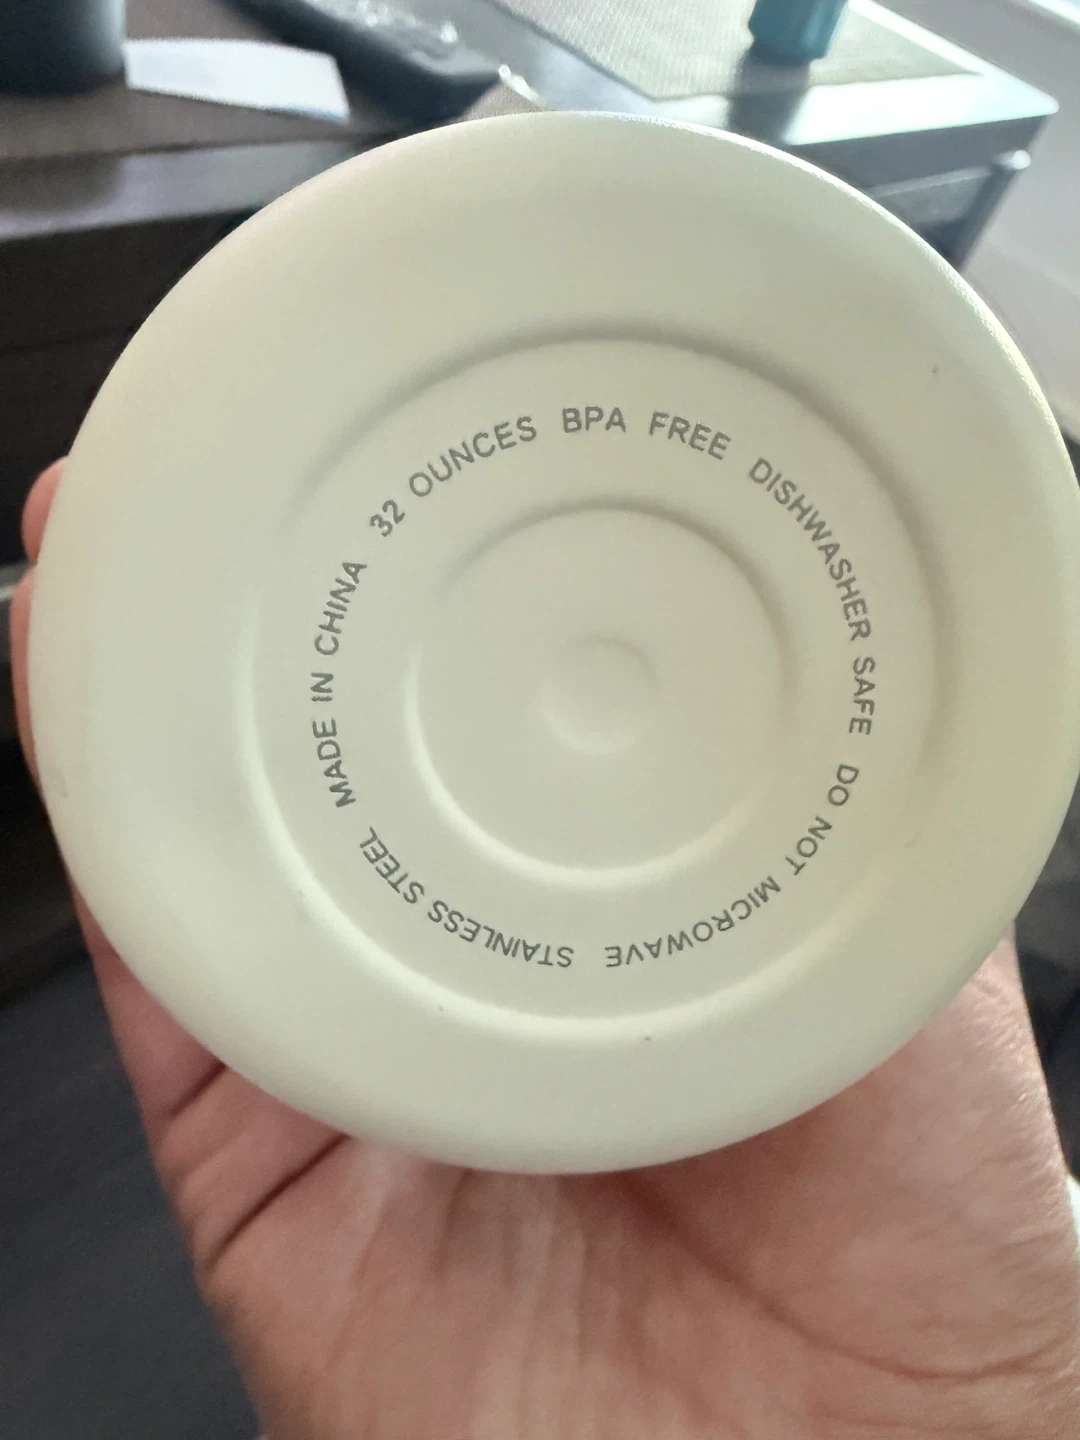 32 OUNCES BPA FREE DISHWASHER SAFE DO NOT MICROWAVE STAINLESS STEEL MADE IN CHINA